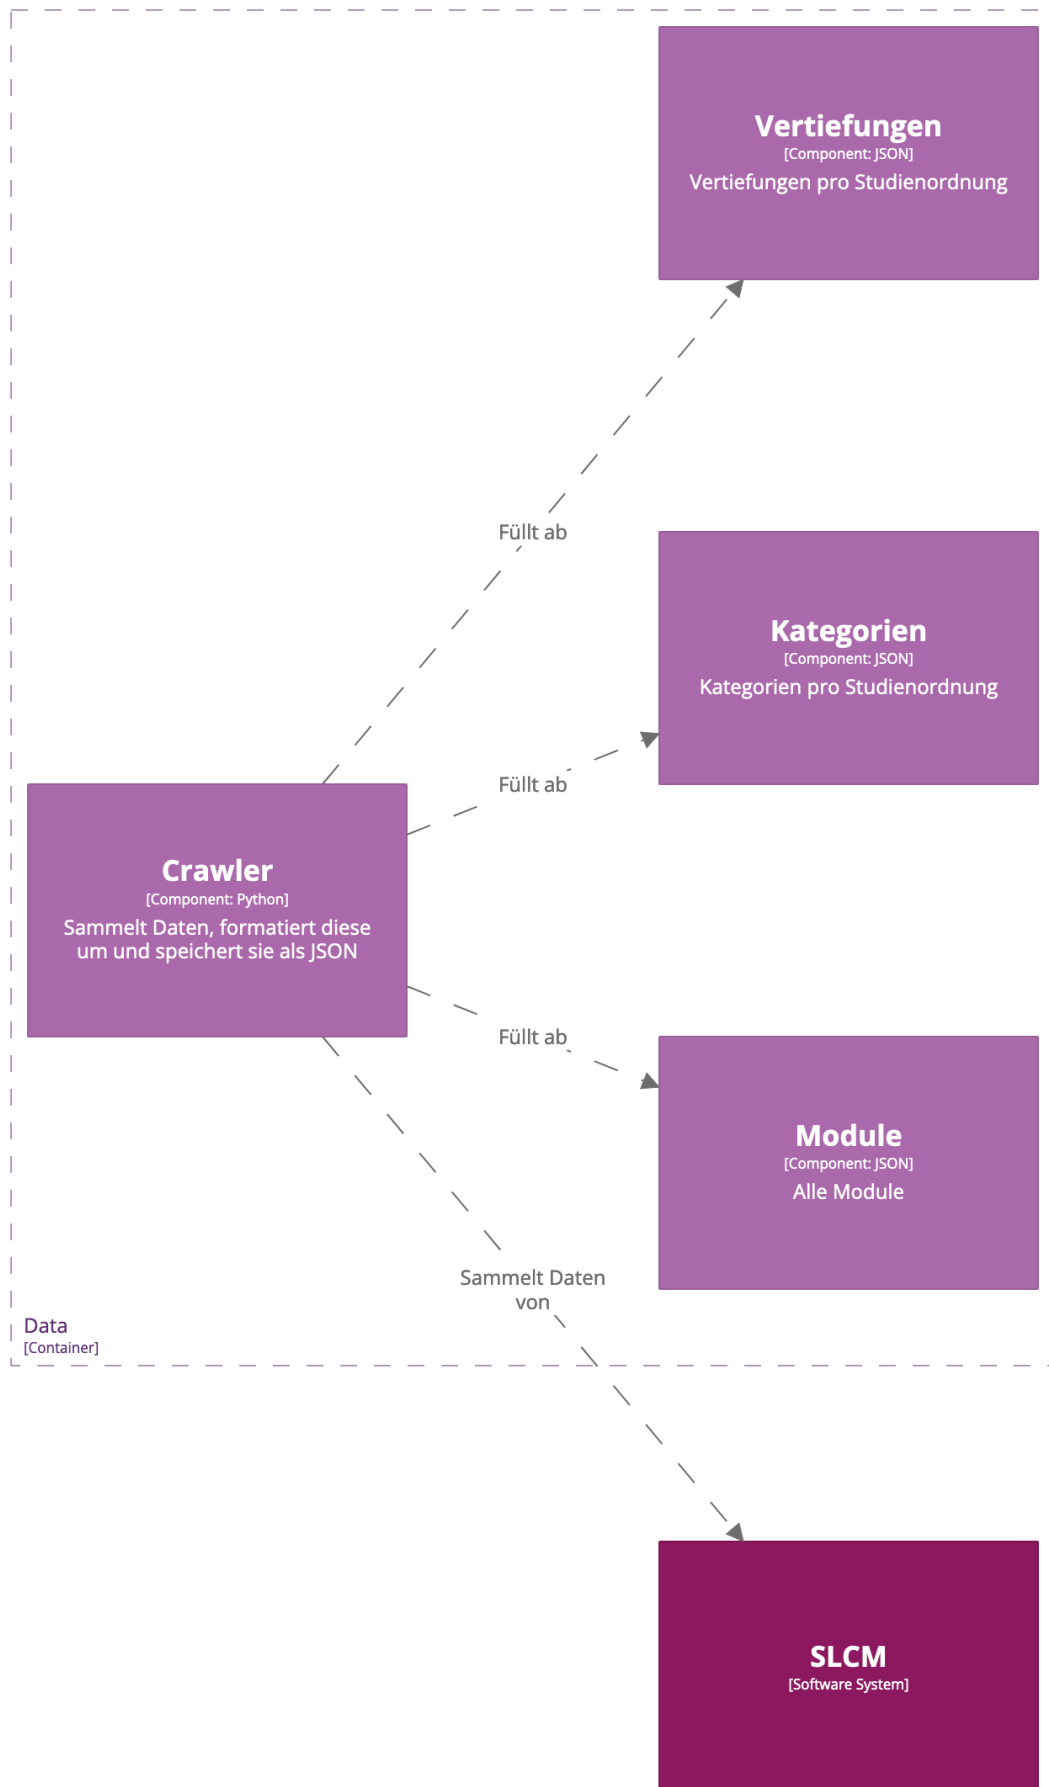 Vertiefungen
[Component: JSON]
Vertiefungen pro Studienordnung
Füllt ab
Kategorien
[Component: JSON]
Kategorien pro Studienordnung
Füllt ab
Crawler
[Component: Python]
Sammelt Daten, formatiert diese
um und speichert sie als JSON
Füllt ab
Module
[Component: JSON]
Alle Module
Sammelt Daten
von
Data
[Container]
SLCM
[Software System]